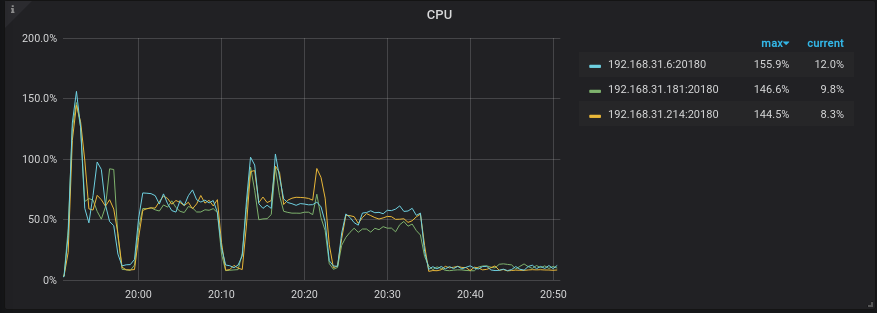 i
CPU
200.0%
150.0%
100.0%
50.0%
0%
20:00 20:10 20:20 20:30 20:40 20:50
max current
192.168.31.6:20180 155.9% 12.0%
192.168.31.181:20180 146.6% 9.8%
192.168.31.214:20180 144.5% 8.3%